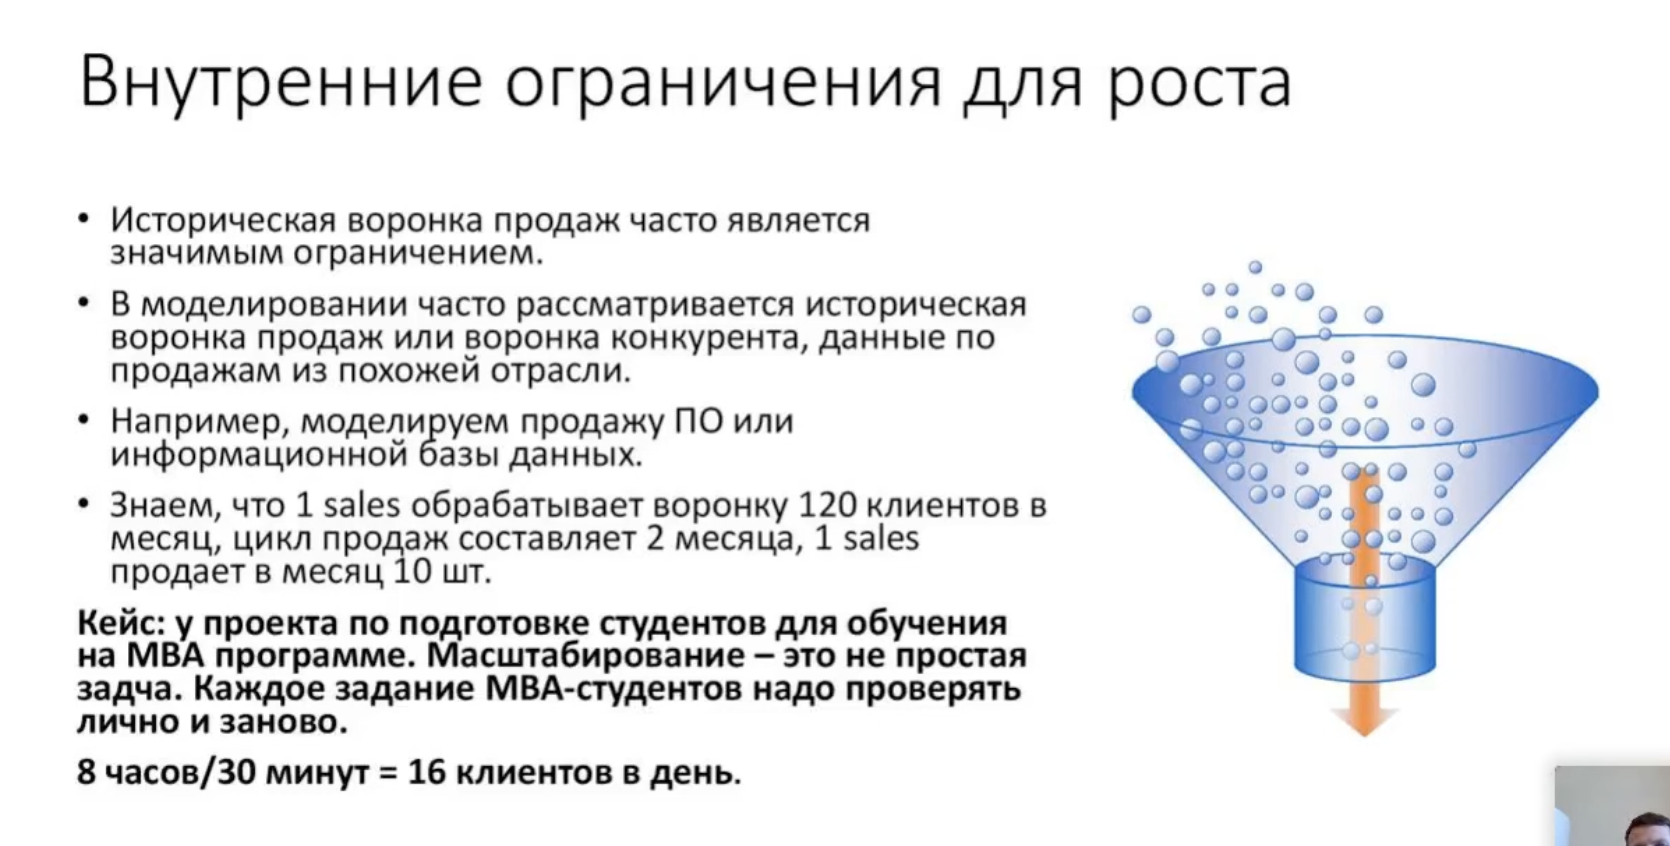 Внутренние ограничения для роста
• Историческая воронка продаж часто является
значимым ограничением.
• В моделировании часто рассматривается историческая
воронка продаж или воронка конкурента, данные по
продажам из похожей отрасли.
• Например, моделируем продажу ПО или
информационной базы данных.
• Знаем, что 1 sales обрабатывает воронку 120 клиентов в
месяц, цикл продаж составляет 2 месяца, 1 sales
продает в месяц 10 шт.
Кейс: у проекта по подготовке студентов для обучения
на МВА программе. Масштабирование – это не простая
задча. Каждое задание МВА-студентов надо проверять
лично и заново.
8 часов/30 минут = 16 клиентов в день.